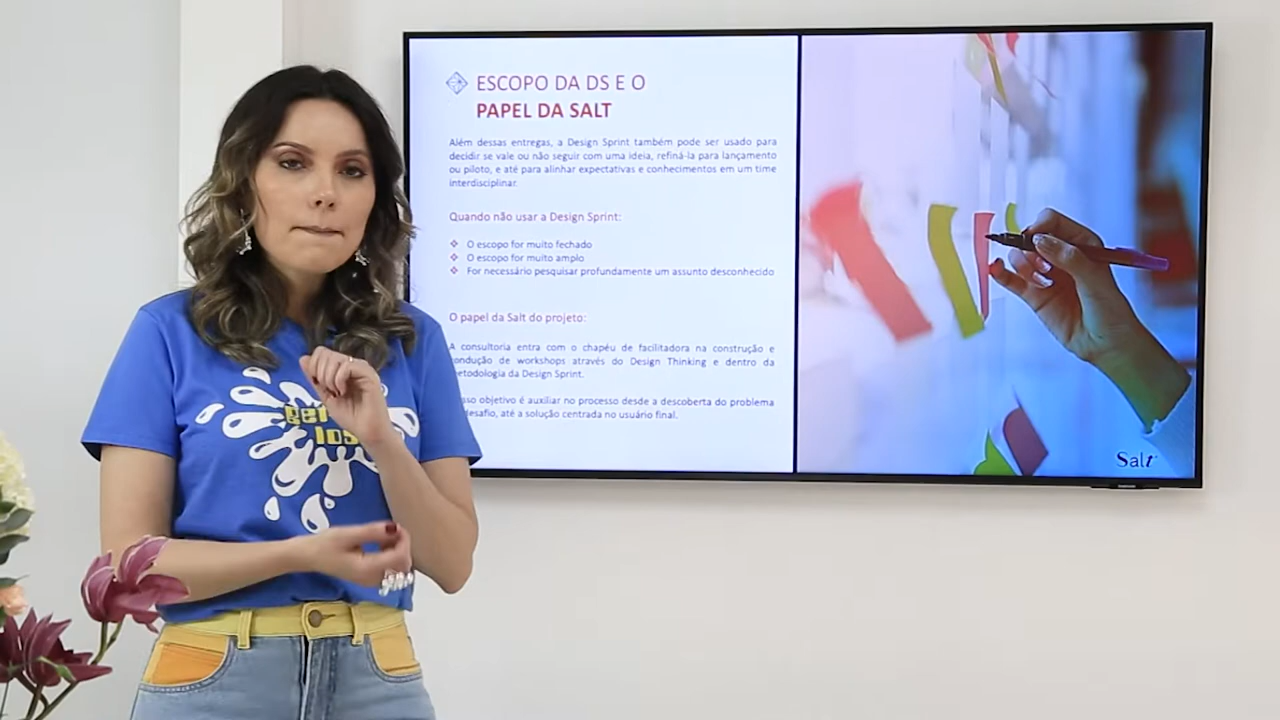 ESCOPO DA DS E O
PAPEL DA SALT
Além dessas entregas, a Design Sprint também pode ser usado para
decidir se vale ou não seguir com uma ideia, refiná-la para lançamento
ou piloto, e até para alinhar expectativas e conhecimentos em um time
interdisciplinar.
Quando não usar a Design Sprint:
O escopo for muito fechado
O escopo for muito amplo
For necessário pesquisar profundamente um assunto desconhecido
O papel da Salt do projeto:
A consultoria entra com o chapéu de facilitadora na construção e
condução de workshops através do Design Thinking e dentro da
metodologia da Design Sprint.
objetivo é auxiliar no processo desde a descoberta do problema
desafio, até a solução centrada no usuário final.
Salt